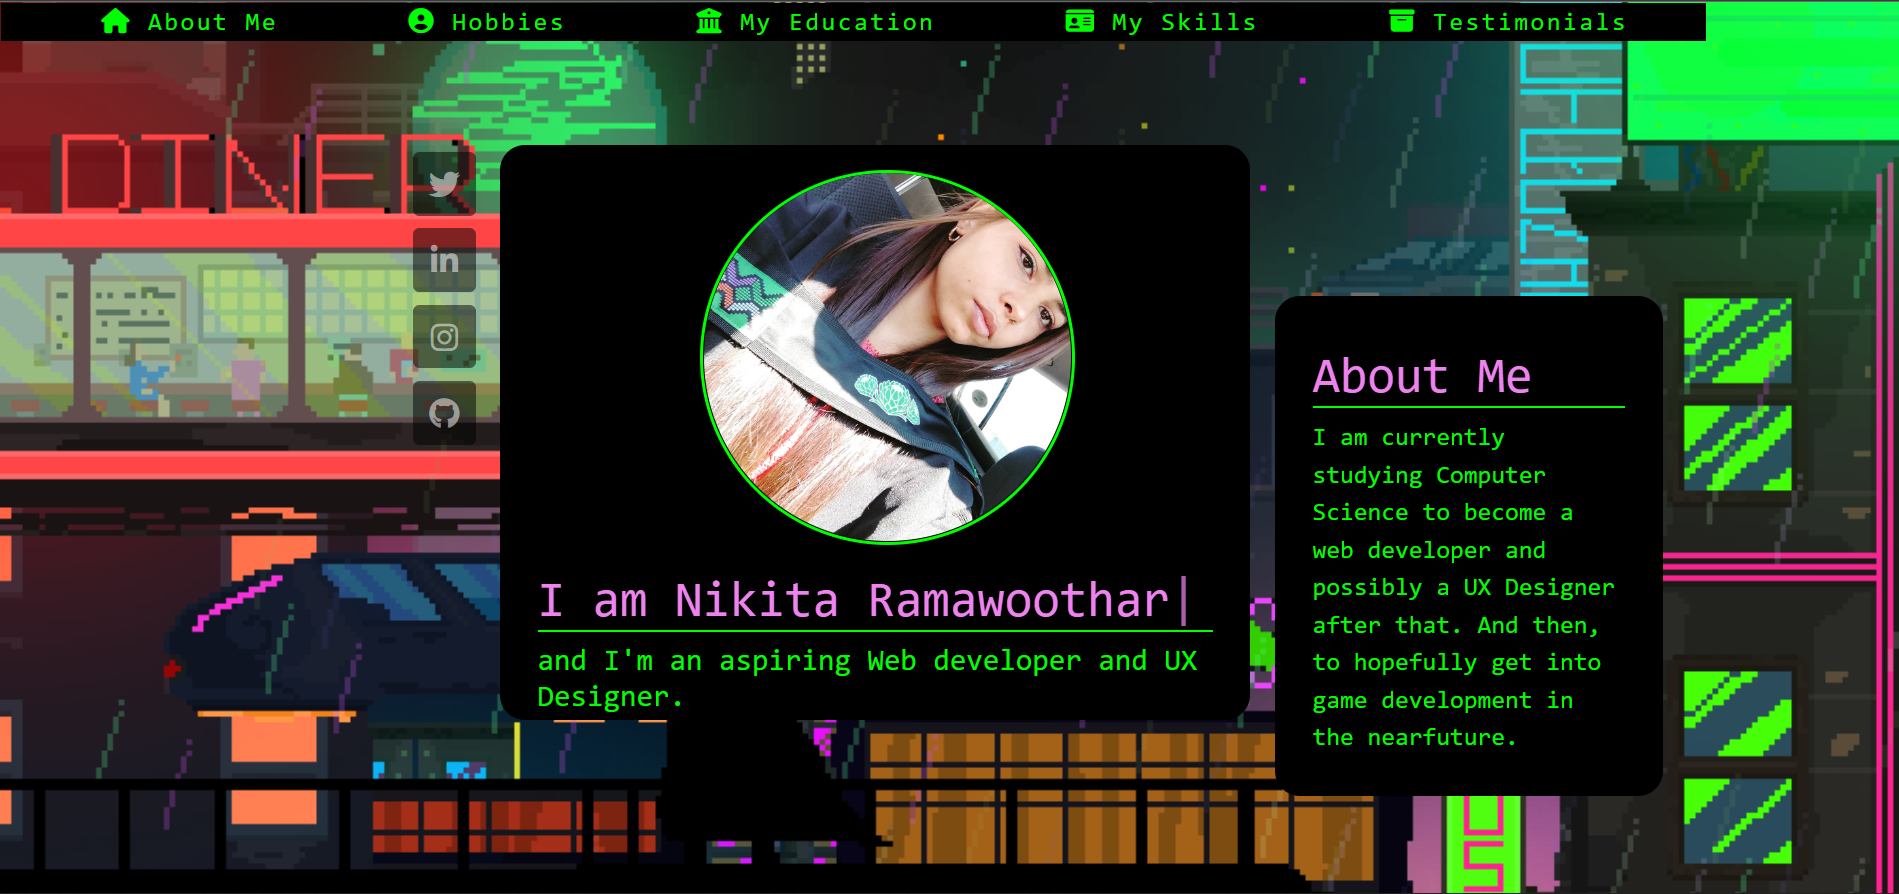 About Me
Hobbies
My Education
My Skills
Testimonials
DINER
I am Nikita Ramawoothar
and I'm an aspiring Web developer and UX
Designer.
About Me
I am currently
studying Computer
Science to become a
web developer and
possibly a UX Designer
after that. And then,
to hopefully get into
game development in
the nearfuture.